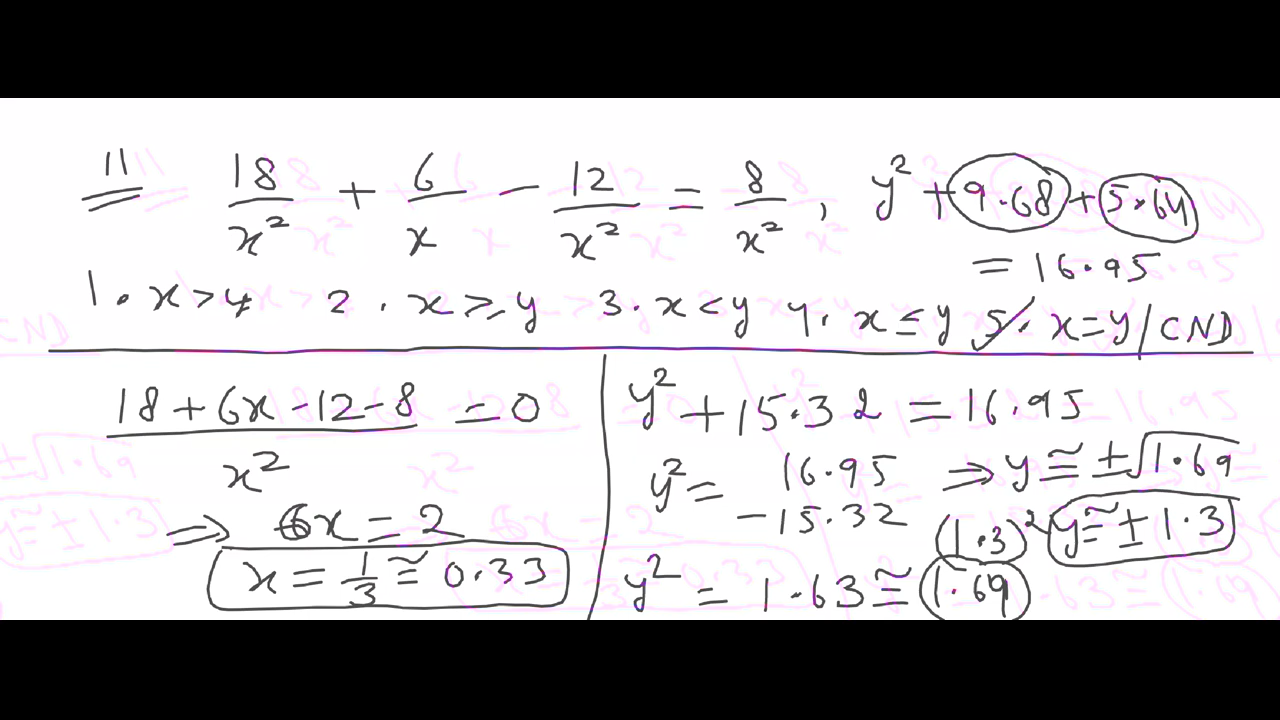 11 18/x² + 6/x - 12/x² = 8/x² , y² + 9.68 + 5.64
= 16.95
1. x > y 2. x ≥ y 3. x < y 4. x ≤ y 5. x = y / CND
(18 + 6x - 12 - 8)/x² = 0
⇒ 6x = 2
x = 1/3 ≅ 0.33
y² + 15.32 = 16.95
y² = 16.95 ⇒ y ≅ ±√1.69
- 15.32 (1.3)² y ≅ ± 1.3
y² = 1.63 ≅ 1.69